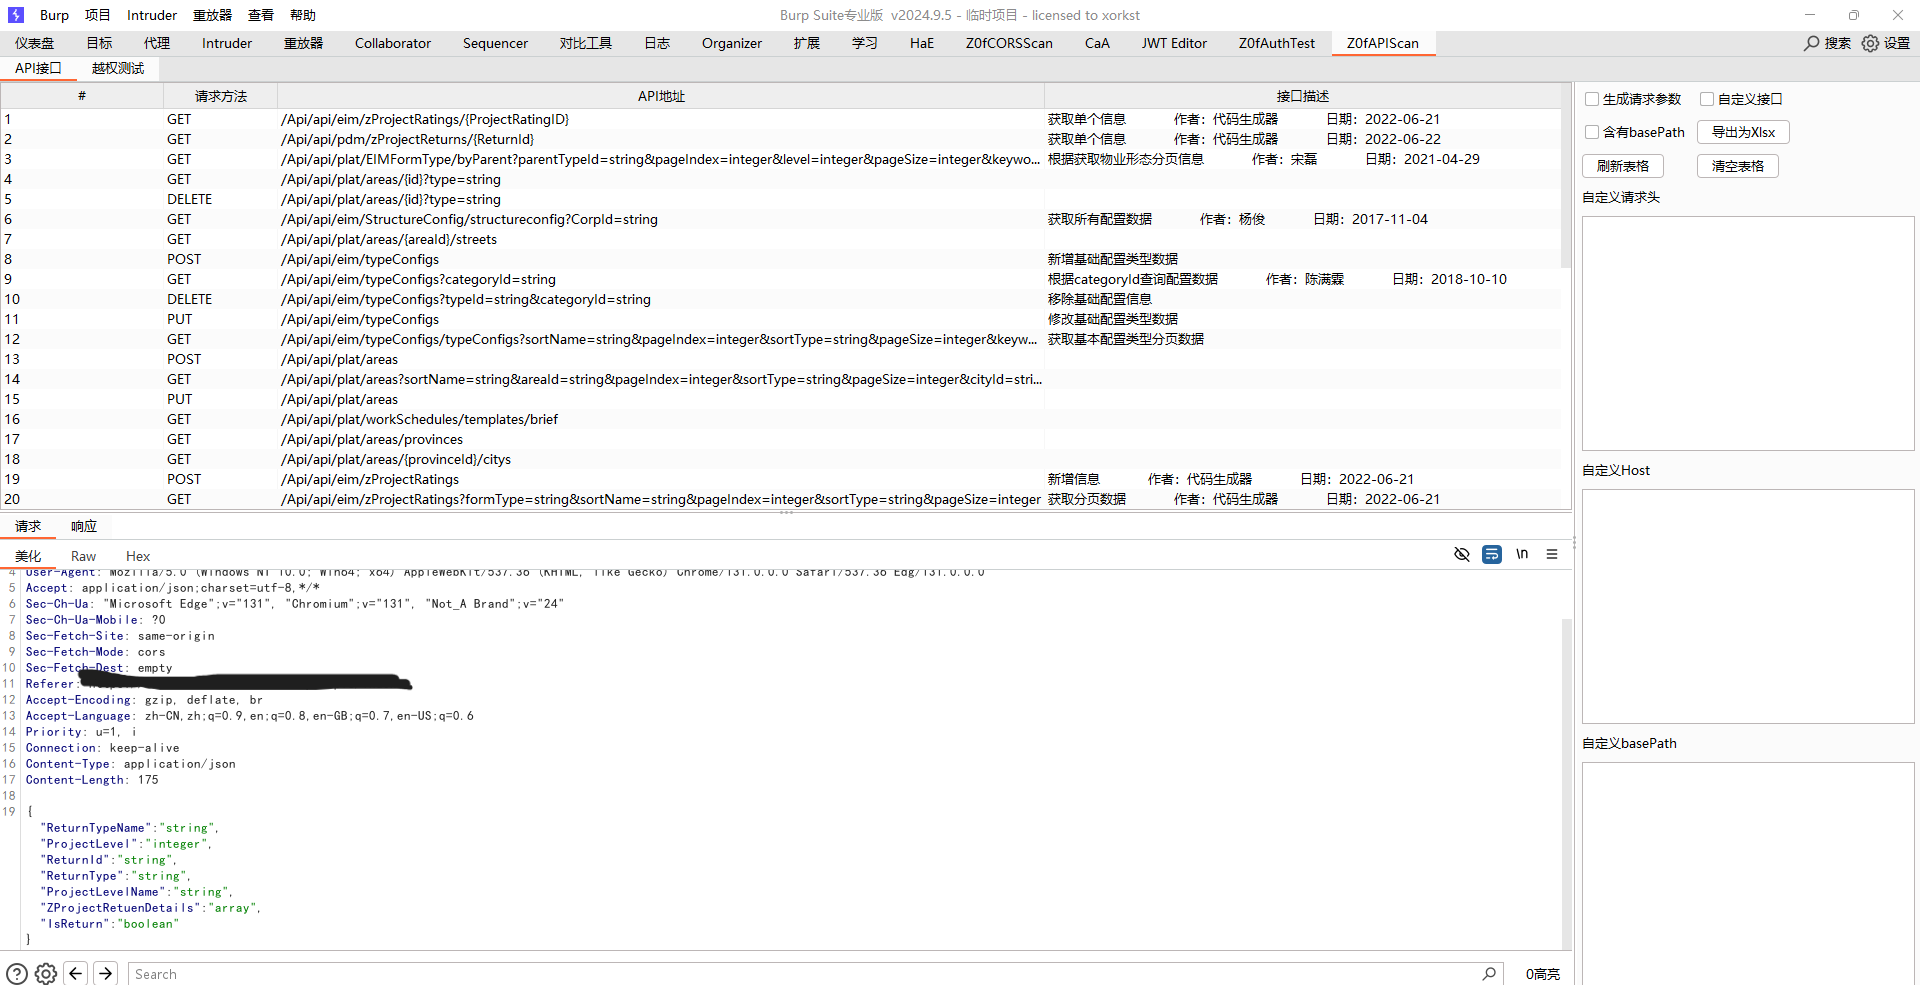 Burp 项目 Intruder 重放器 查看 帮助 Burp Suite专业版 v2024.9.5 - 临时项目 - licensed to xorkst
仪表盘 目标 代理 Intruder 重放器 Collaborator Sequencer 对比工具 日志 Organizer 扩展 学习 HaE Z0fCORSScan CaA JWT Editor Z0fAuthTest Z0fAPIScan 搜索 设置
API接口 越权测试
# 请求方法 API地址 接口描述
1 GET /Api/api/eim/zProjectRatings/{ProjectRatingID} 获取单个信息 作者：代码生成器 日期：2022-06-21
2 GET /Api/api/pdm/zProjectReturns/{ReturnId} 获取单个信息 作者：代码生成器 日期：2022-06-22
3 GET /Api/api/plat/EIMFormType/byParent?parentTypeId=string&pageIndex=integer&level=integer&pageSize=integer&keywo... 根据获取物业形态分页信息 作者：宋磊 日期：2021-04-29
4 GET /Api/api/plat/areas/{id}?type=string
5 DELETE /Api/api/plat/areas/{id}?type=string
6 GET /Api/api/eim/StructureConfig/structureconfig?CorpId=string 获取所有配置数据 作者：杨俊 日期：2017-11-04
7 GET /Api/api/plat/areas/{areaId}/streets
8 POST /Api/api/eim/typeConfigs 新增基础配置类型数据
9 GET /Api/api/eim/typeConfigs?categoryId=string 根据categoryId查询配置数据 作者：陈满霖 日期：2018-10-10
10 DELETE /Api/api/eim/typeConfigs?typeId=string&categoryId=string 移除基础配置信息
11 PUT /Api/api/eim/typeConfigs 修改基础配置类型数据
12 GET /Api/api/eim/typeConfigs/typeConfigs?sortName=string&pageIndex=integer&sortType=string&pageSize=integer&keyw... 获取基本配置类型分页数据
13 POST /Api/api/plat/areas
14 GET /Api/api/plat/areas?sortName=string&areaId=string&pageIndex=integer&sortType=string&pageSize=integer&cityId=stri...
15 PUT /Api/api/plat/areas
16 GET /Api/api/plat/workSchedules/templates/brief
17 GET /Api/api/plat/areas/provinces
18 GET /Api/api/plat/areas/{provinceId}/citys
19 POST /Api/api/eim/zProjectRatings 新增信息 作者：代码生成器 日期：2022-06-21
20 GET /Api/api/eim/zProjectRatings?formType=string&sortName=string&pageIndex=integer&sortType=string&pageSize=integer 获取分页数据 作者：代码生成器 日期：2022-06-21
生成请求参数 自定义接口
含有basePath 导出为Xlsx
刷新表格 清空表格
自定义请求头
自定义Host
自定义basePath
请求 响应
美化 Raw Hex \n
4 User-Agent: Mozilla/5.0 (Windows NT 10.0; Win64; x64) AppleWebKit/537.36 (KHTML, like Gecko) Chrome/131.0.0.0 Safari/537.36 Edg/131.0.0.0
5 Accept: application/json;charset=utf-8,*/*
6 Sec-Ch-Ua: "Microsoft Edge";v="131", "Chromium";v="131", "Not_A Brand";v="24"
7 Sec-Ch-Ua-Mobile: ?0
8 Sec-Fetch-Site: same-origin
9 Sec-Fetch-Mode: cors
10 Sec-Fetch-Dest: empty
11 Referer:
12 Accept-Encoding: gzip, deflate, br
13 Accept-Language: zh-CN,zh;q=0.9,en;q=0.8,en-GB;q=0.7,en-US;q=0.6
14 Priority: u=1, i
15 Connection: keep-alive
16 Content-Type: application/json
17 Content-Length: 175
18
19 {
"ReturnTypeName":"string",
"ProjectLevel":"integer",
"ReturnId":"string",
"ReturnType":"string",
"ProjectLevelName":"string",
"ZProjectRetuenDetails":"array",
"IsReturn":"boolean"
}
Search 0高亮